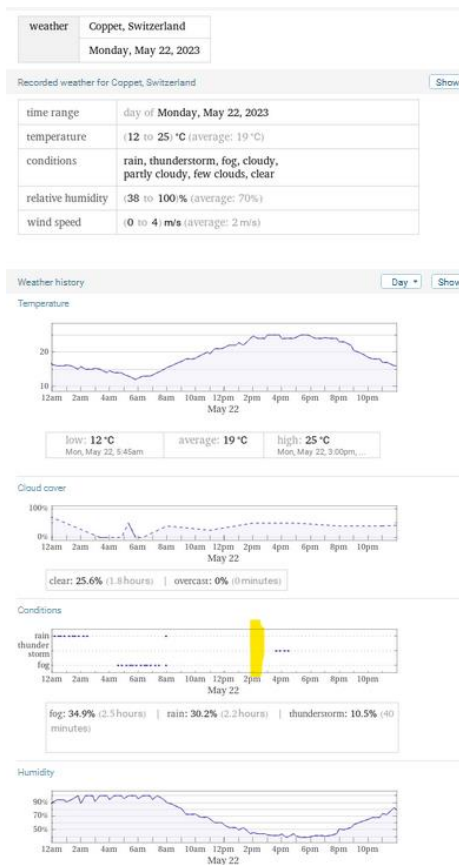 weather
Coppet, Switzerland
Monday, May 22, 2023
Recorded weather for Coppet, Switzerland
Show
time range
day of Monday, May 22, 2023
temperature
(12 to 25) °C (average: 19 °C)
conditions
rain, thunderstorm, fog, cloudy,
partly cloudy, few clouds, clear
relative humidity
(38 to 100)% (average: 70%)
wind speed
(0 to 4) m/s (average: 2 m/s)
Weather history
Day
Show
Temperature
20
10
12am 2am 4am 6am 8am 10am 12pm 2pm 4pm 6pm 8pm 10pm
May 22
low: 12 °C
Mon, May 22, 5:45am
average: 19 °C
high: 25 °C
Mon, May 22, 3:00pm, ...
Cloud cover
100%
0%
12am 2am 4am 6am 8am 10am 12pm 2pm 4pm 6pm 8pm 10pm
May 22
clear: 25.6% (1.8 hours) | overcast: 0% (0 minutes)
Conditions
rain
thunder
storm
fog
12am 2am 4am 6am 8am 10am 12pm 2pm 4pm 6pm 8pm 10pm
May 22
fog: 34.9% (2.5 hours) | rain: 30.2% (2.2 hours) | thunderstorm: 10.5% (40
minutes)
Humidity
90%
70%
50%
12am 2am 4am 6am 8am 10am 12pm 2pm 4pm 6pm 8pm 10pm
May 22